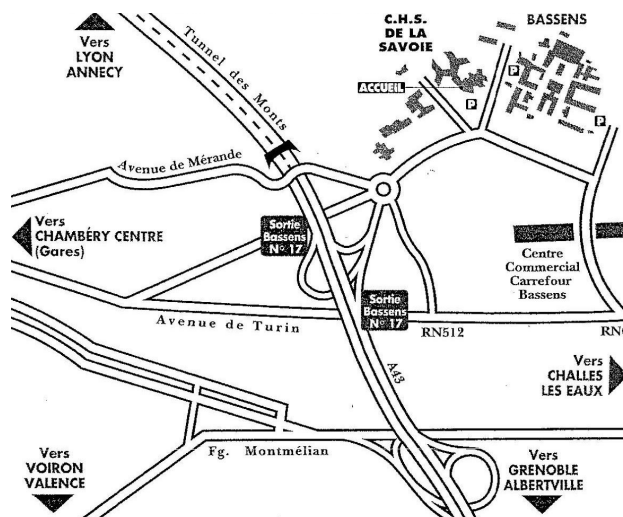 Vers
LYON
ANNECY
Tunnel des Monts
C.H.S.
DE LA
SAVOIE
BASSENS
ACCUEIL
P
P
P
Avenue de Mérande
Vers
CHAMBÉRY CENTRE
(Gares)
Sortie
Bassens
No 17
Centre
Commercial
Carrefour
Bassens
Sortie
Bassens
No 17
Avenue de Turin
RN512
A43
Vers
CHALLES
LES EAUX
Vers
VOIRON
VALENCE
Fg. Montmélian
Vers
GRENOBLE
ALBERTVILLE